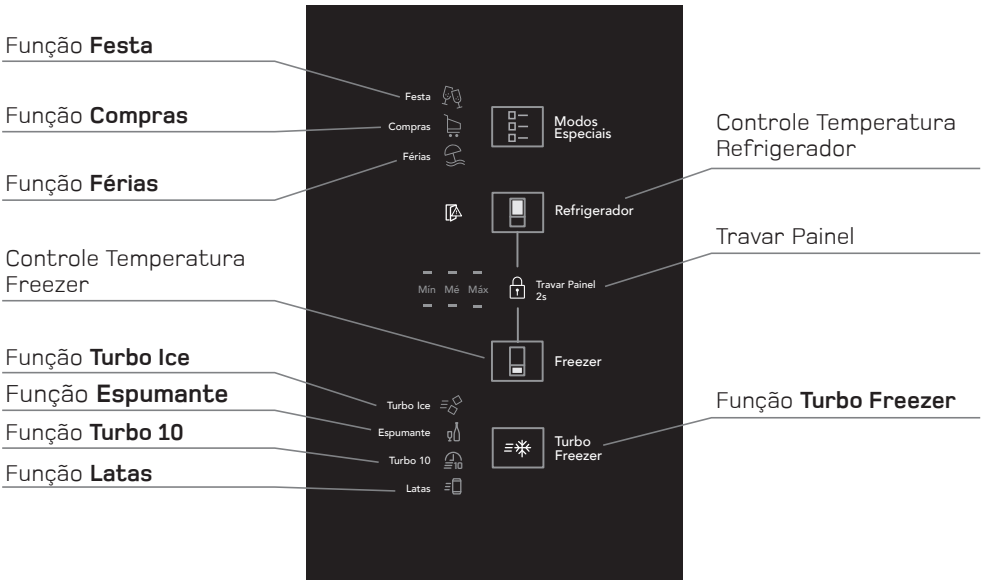 Função Festa
Função Compras
Função Férias
Controle Temperatura
Freezer
Função Turbo Ice
Função Espumante
Função Turbo 10
Função Latas
Festa
Compras
Férias
Modos
Especiais
Refrigerador
Mín Mé Máx
Travar Painel
2s
Freezer
Turbo Ice
Espumante
Turbo 10
10
Latas
Turbo
Freezer
Controle Temperatura
Refrigerador
Travar Painel
Função Turbo Freezer